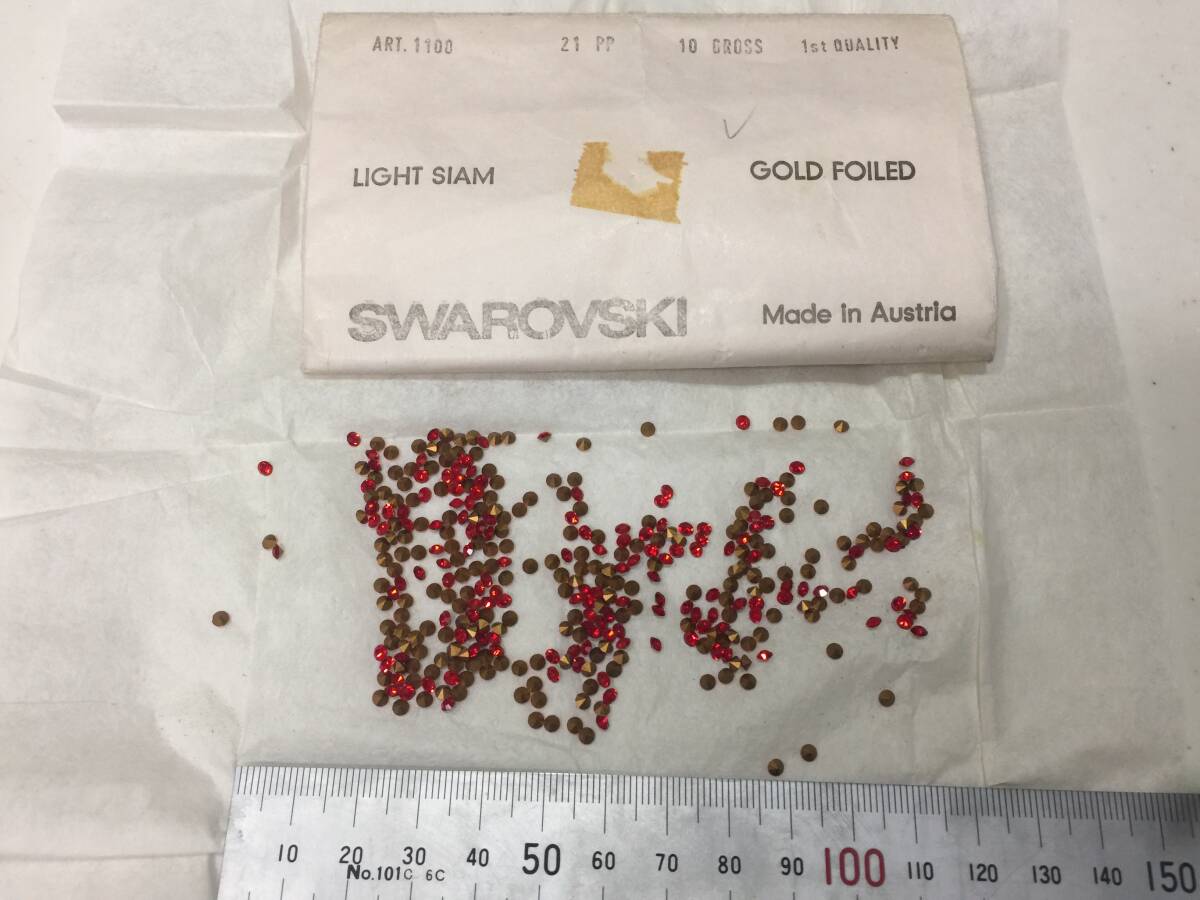 ART. 1100 21 PP 10 GROSS 1st QUALITY
LIGHT SIAM GOLD FOILED
SWAROVSKI Made in Austria
10 20 30 40 50 60 70 80 90 100 110 120 130 140 150
No.101C 6C